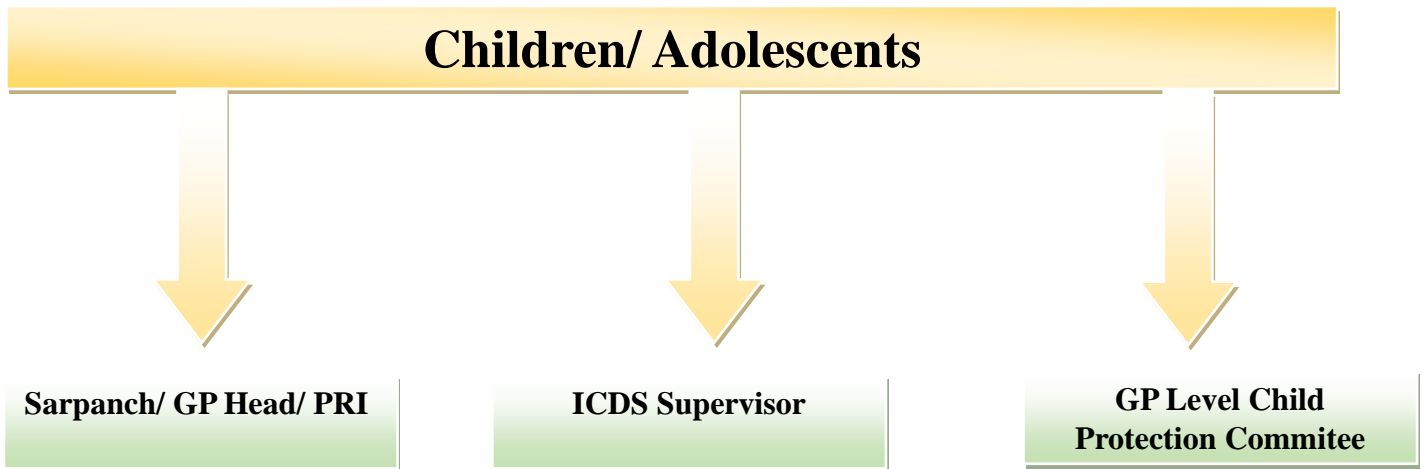 Children/ Adolescents
Sarpanch/ GP Head/ PRI
ICDS Supervisor
GP Level Child
Protection Commitee